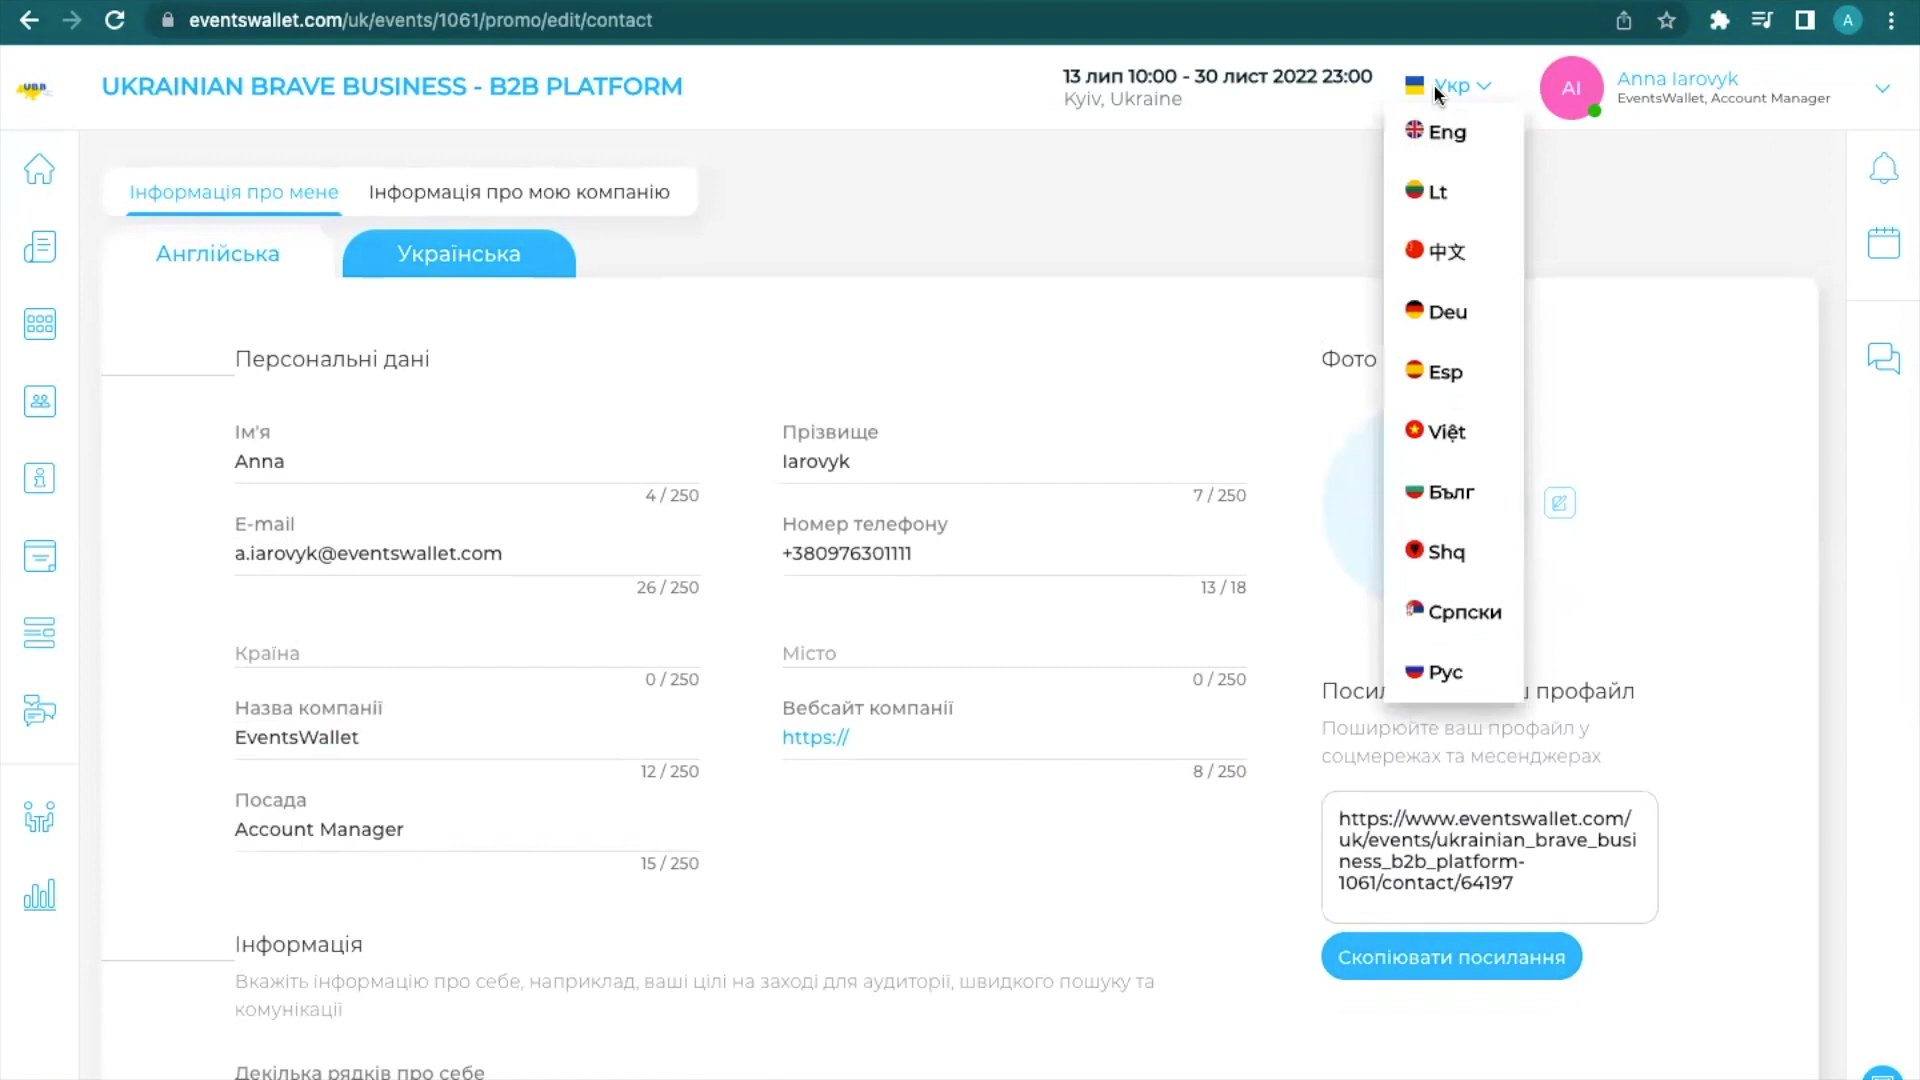 eventswallet.com/uk/events/1061/promo/edit/contact
A
UBB
UKRAINIAN BRAVE BUSINESS - B2B PLATFORM
13 лип 10:00 - 30 лист 2022 23:00
Kyiv, Ukraine
Укр
AI
Anna Iarovyk
EventsWallet, Account Manager
Eng
Lt
中文
Deu
Esp
Việt
Бълг
Shq
Српски
Рус
Інформація про мене
Інформація про мою компанію
Англійська
Українська
Персональні дані
Фото
Ім'я
Anna
4 / 250
Прізвище
Iarovyk
7 / 250
E-mail
a.iarovyk@eventswallet.com
26 / 250
Номер телефону
+380976301111
13 / 18
Країна
0 / 250
Місто
0 / 250
Назва компанії
EventsWallet
12 / 250
Вебсайт компанії
https://
8 / 250
Посада
Account Manager
15 / 250
профайл
Поширюйте ваш профайл у
соцмережах та месенджерах
https://www.eventswallet.com/
uk/events/ukrainian_brave_busi
ness_b2b_platform-
1061/contact/64197
Скопіювати посилання
Інформація
Вкажіть інформацію про себе, наприклад, ваші цілі на заході для аудиторії, швидкого пошуку та
комунікації
Декілька рядків про себе